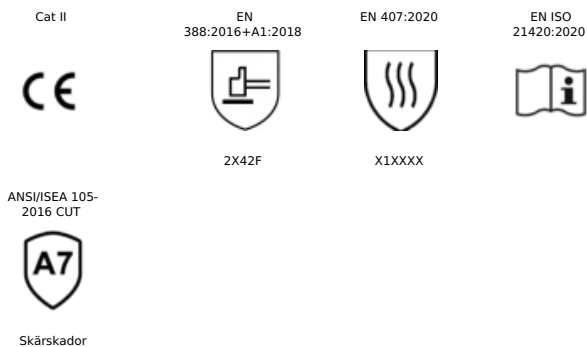 Cat II
EN
388:2016+A1:2018
EN 407:2020
EN ISO
21420:2020
CE
i
2X42F
X1XXXX
ANSI/ISEA 105-
2016 CUT
A7
Skärskador